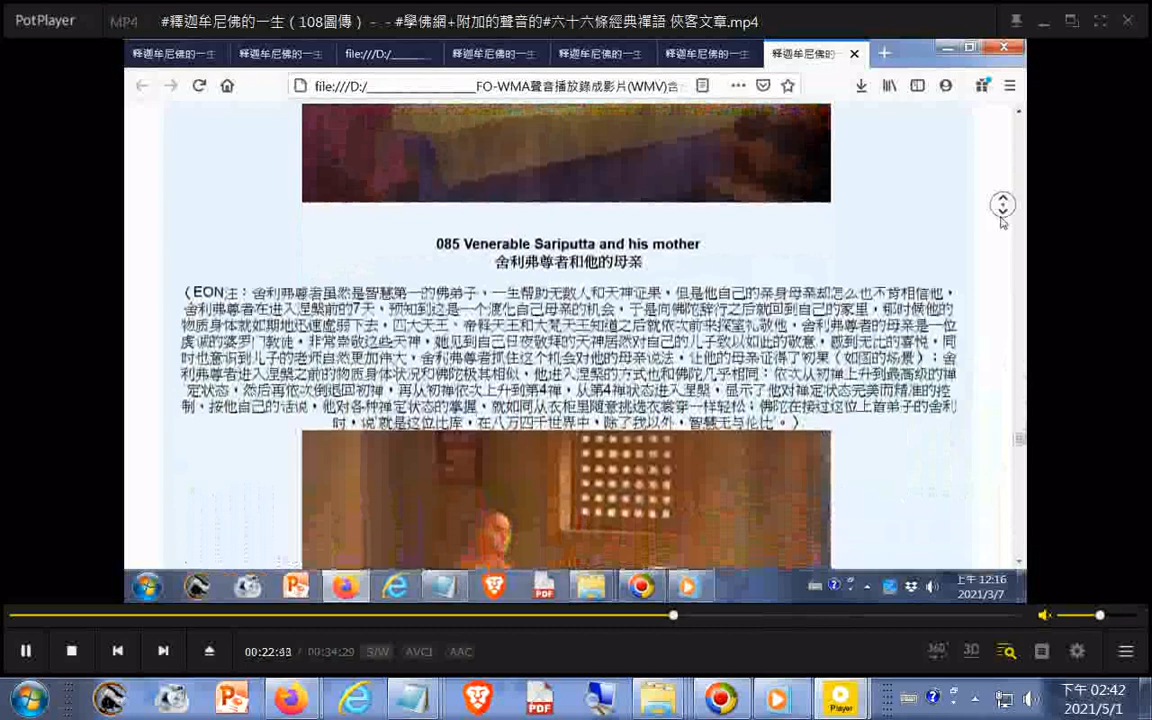 PotPlayer
MP4
#釋迦牟尼佛的一生（108圖傳）- - #學佛網+附加的聲音的#六十六條經典禪語 俠客文章.mp4
釋迦牟尼佛的一生
釋迦牟尼佛的一生
file:///D:/______
釋迦牟尼佛的一生
釋迦牟尼佛的一生
釋迦牟尼佛的一生
釋迦牟尼佛的一
file:///D:/______________FO-WMA聲音播放錄成影片(WMV)含
085 Venerable Sariputta and his mother
舍利弗尊者和他的母亲
（EON注：舍利弗尊者虽然是智慧第一的佛弟子，一生帮助无数人和天神证果，但是他自己的亲身母亲却怎么也不肯相信他，
舍利弗尊者在进入涅槃前的7天，预知到这是一个渡化自己母亲的机会，于是向佛陀辞行之后就回到自己的家里，那时候他的
物质身体就如期地迅速虚弱下去，四大天王、帝释天王和大梵天王知道之后就依次前来探望礼敬他，舍利弗尊者的母亲是一位
虔诚的婆罗门教徒，非常崇敬这些天神，她见到自己日夜敬拜的天神居然对自己的儿子致以如此的敬意，感到无比的喜悦，同
时也意识到儿子的老师自然更加伟大，舍利弗尊者抓住这个机会对他的母亲说法，让他的母亲证得了初果（如图的场景）；舍
利弗尊者进入涅槃之前的物质身体状况和佛陀极其相似，他进入涅槃的方式也和佛陀几乎相同：依次从初禅上升到最高级的禅
定状态，然后再依次倒退回初禅，再从初禅依次上升到第4禅，从第4禅状态进入涅槃，显示了他对禅定状态完美而精准的控
制，按他自己的话说，他对各种禅定状态的掌握，就如同从衣柜里随意挑选衣裳穿一样轻松；佛陀在接过这位上首弟子的舍利
时，说'就是这位比库，在八万四千世界中，除了我以外，智慧无与伦比'。）
PDF
上午 12:16
2021/3/7
00:22:43
00:34:29
S/W
AVCI
AAC
360°
3D
PDF
Player
下午 02:42
2021/5/1